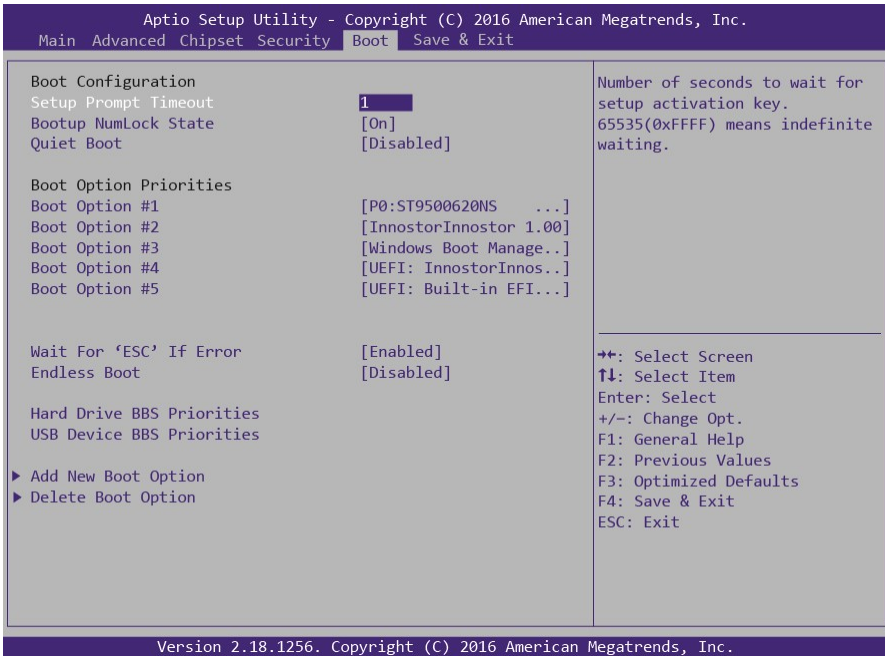 Aptio Setup Utility - Copyright (C) 2016 American Megatrends, Inc.
Main Advanced Chipset Security Boot Save & Exit
Boot Configuration
Setup Prompt Timeout 1
Bootup NumLock State [On]
Quiet Boot [Disabled]
Boot Option Priorities
Boot Option #1 [P0:ST9500620NS ...]
Boot Option #2 [InnostorInnostor 1.00]
Boot Option #3 [Windows Boot Manage..]
Boot Option #4 [UEFI: InnostorInnos..]
Boot Option #5 [UEFI: Built-in EFI...]
Wait For ‘ESC’ If Error [Enabled]
Endless Boot [Disabled]
Hard Drive BBS Priorities
USB Device BBS Priorities
Add New Boot Option
Delete Boot Option
Number of seconds to wait for
setup activation key.
65535(0xFFFF) means indefinite
waiting.
→←: Select Screen
↑↓: Select Item
Enter: Select
+/−: Change Opt.
F1: General Help
F2: Previous Values
F3: Optimized Defaults
F4: Save & Exit
ESC: Exit
Version 2.18.1256. Copyright (C) 2016 American Megatrends, Inc.